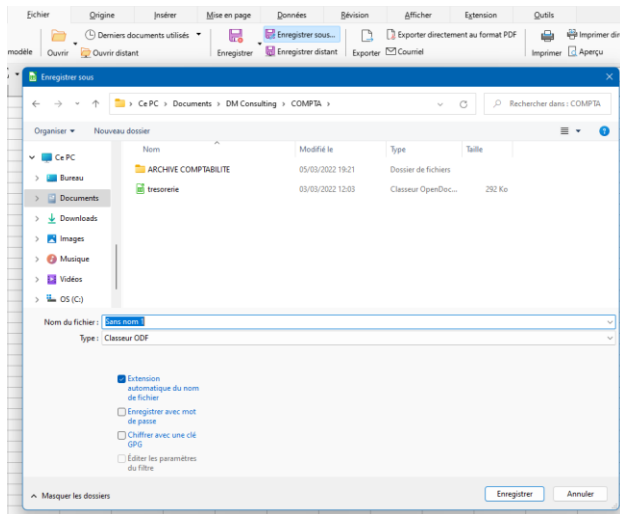 Fichier Origine Insérer Mise en page Données Révision Afficher Extension Outils
Derniers documents utilisés Enregistrer sous... Exporter directement au format PDF Imprimer dir
modèle Ouvrir Ouvrir distant Enregistrer Enregistrer distant Exporter Courriel Imprimer Aperçu
Enregistrer sous
Ce PC > Documents > DM Consulting > COMPTA > Rechercher dans : COMPTA
Organiser Nouveau dossier
Nom Modifié le Type Taille
Ce PC
ARCHIVE COMPTABILITE 05/03/2022 19:21 Dossier de fichiers
Bureau
tresorerie 03/03/2022 12:03 Classeur OpenDoc... 292 Ko
Documents
Downloads
Images
Musique
Vidéos
OS (C:)
Nom du fichier : Sans nom 1
Type : Classeur ODF
Extension
automatique du nom
de fichier
Enregistrer avec mot
de passe
Chiffrer avec une clé
GPG
Éditer les paramètres
du filtre
Masquer les dossiers Enregistrer Annuler